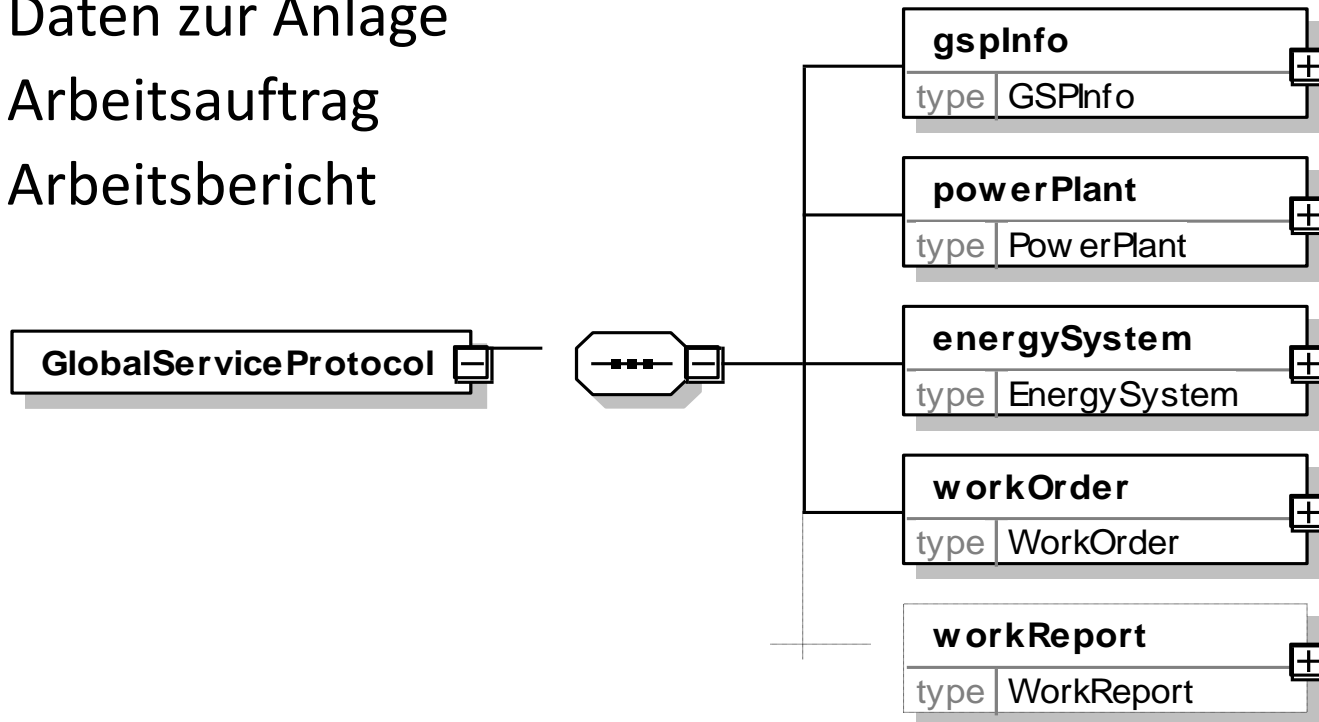 Daten zur Anlage
Arbeitsauftrag
Arbeitsbericht
gspInfo
type GSPInfo
powerPlant
type PowerPlant
energySystem
type EnergySystem
GlobalServiceProtocol
workOrder
type WorkOrder
workReport
type WorkReport